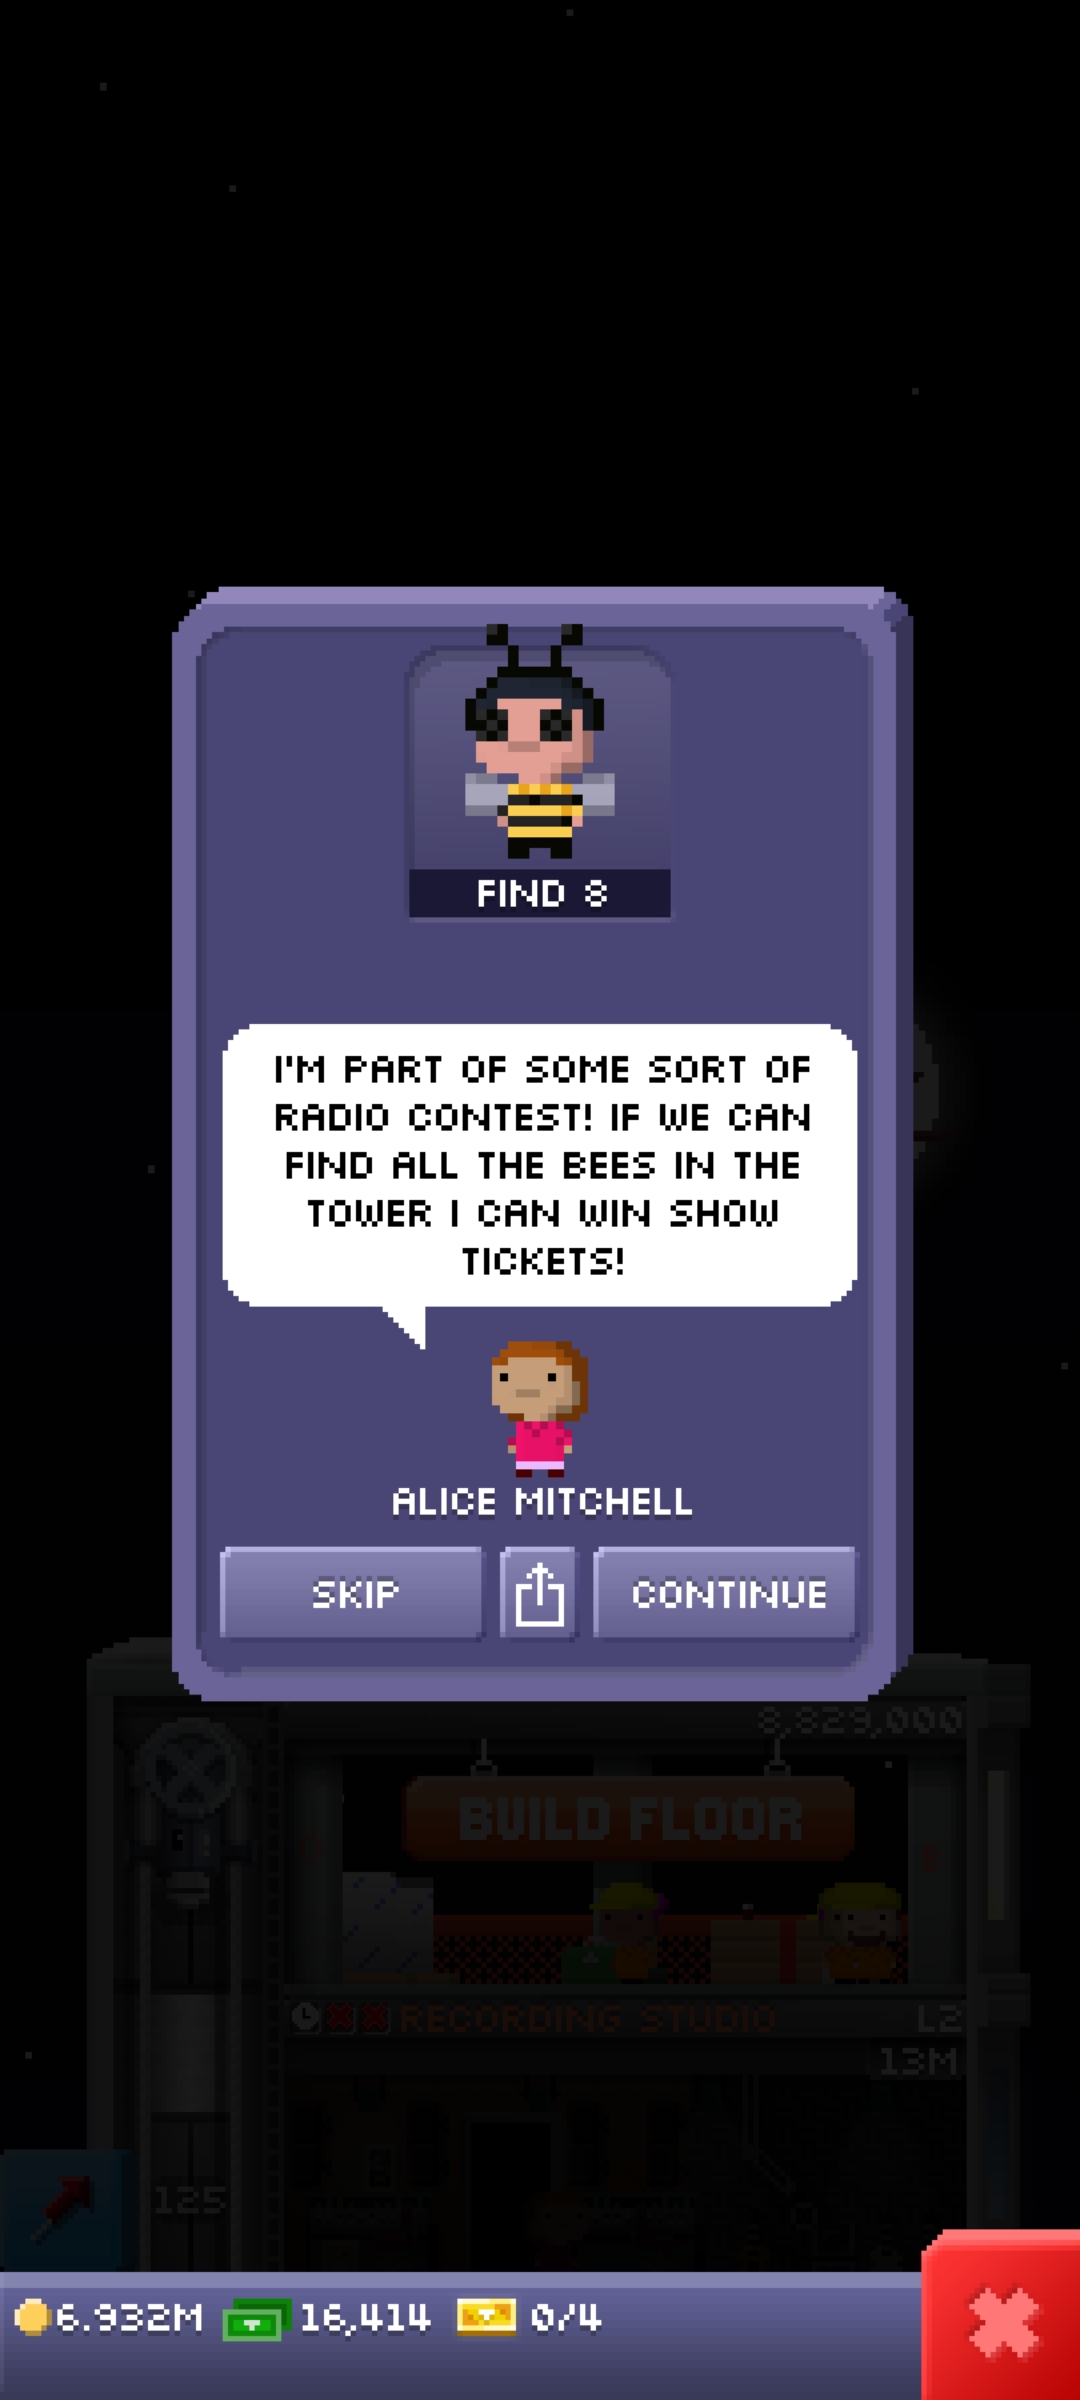 FIND 8
I'M PART OF SOME SORT OF
RADIO CONTEST! IF WE CAN
FIND ALL THE BEES IN THE
TOWER I CAN WIN SHOW
TICKETS!
ALICE MITCHELL
SKIP
CONTINUE
8,829,000
BUILD FLOOR
RECORDING STUDIO
L2
13M
125
6.932M
16,414
0/4